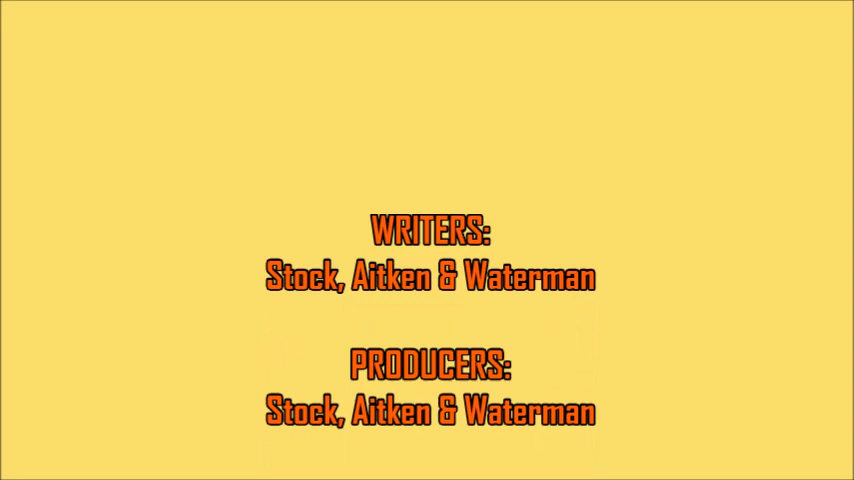 WRITERS:
Stock, Aitken & Waterman
PRODUCERS:
Stock, Aitken & Waterman